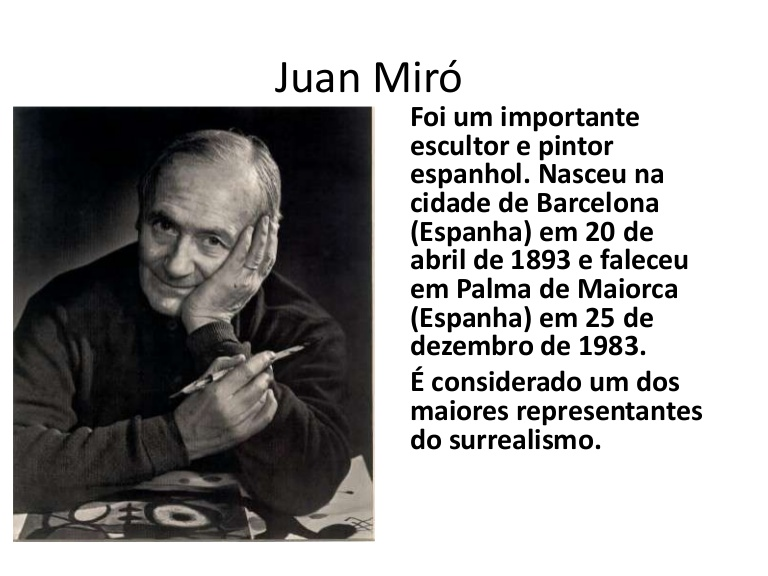 Juan Miró
Foi um importante
escultor e pintor
espanhol. Nasceu na
cidade de Barcelona
(Espanha) em 20 de
abril de 1893 e faleceu
em Palma de Maiorca
(Espanha) em 25 de
dezembro de 1983.
É considerado um dos
maiores representantes
do surrealismo.